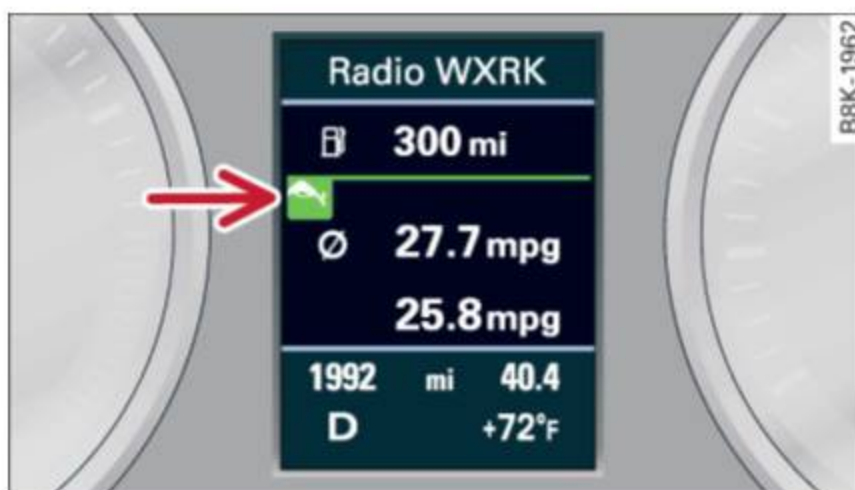 Radio WXRK
300 mi
Ø 27.7 mpg
25.8 mpg
1992 mi 40.4
D +72°F
B8K-1962